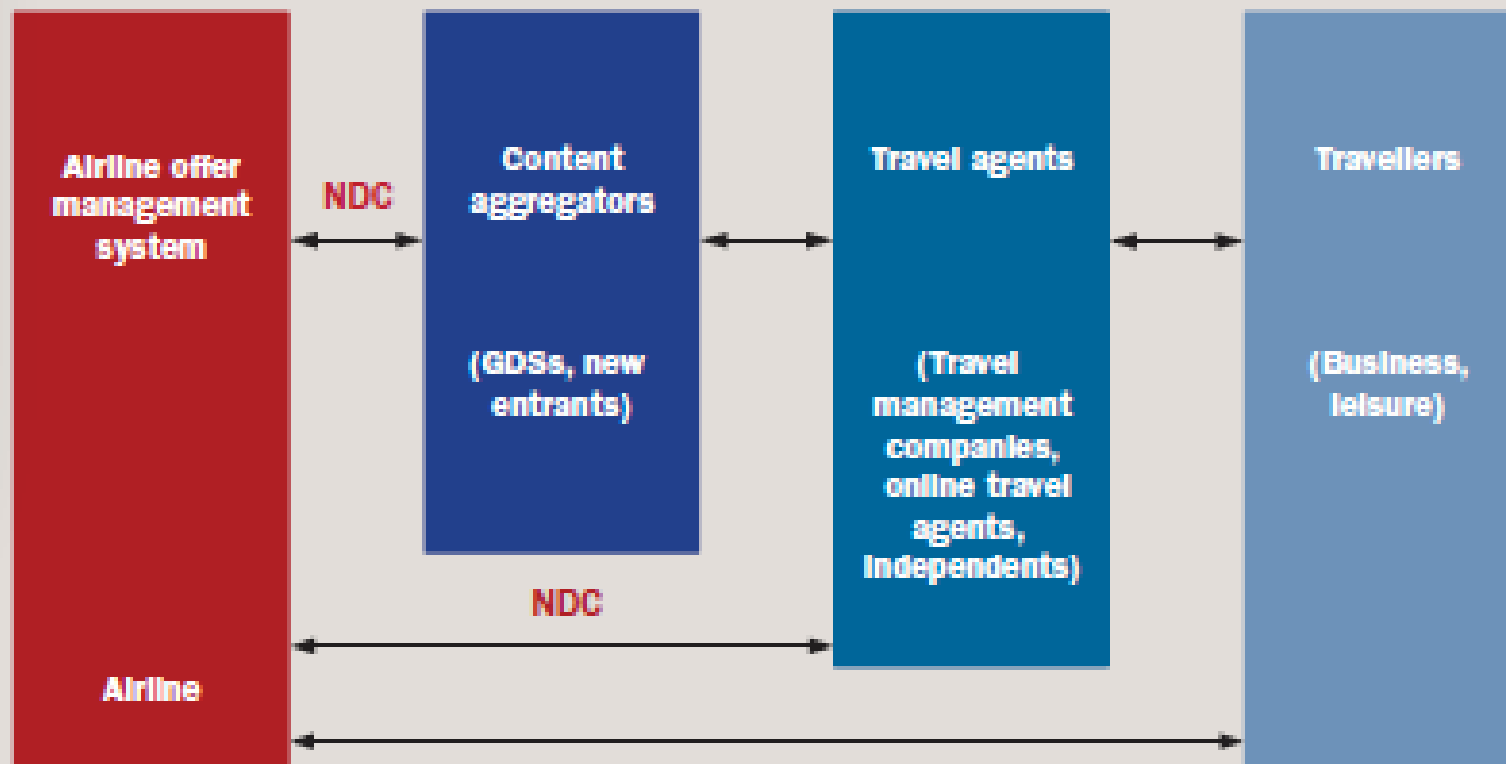 Airline offer
management
system
Airline
NDC
Content
aggregators
(GDSs, new
entrants)
NDC
Travel agents
(Travel
management
companies,
online travel
agents,
independents)
Travellers
(Business,
leisure)